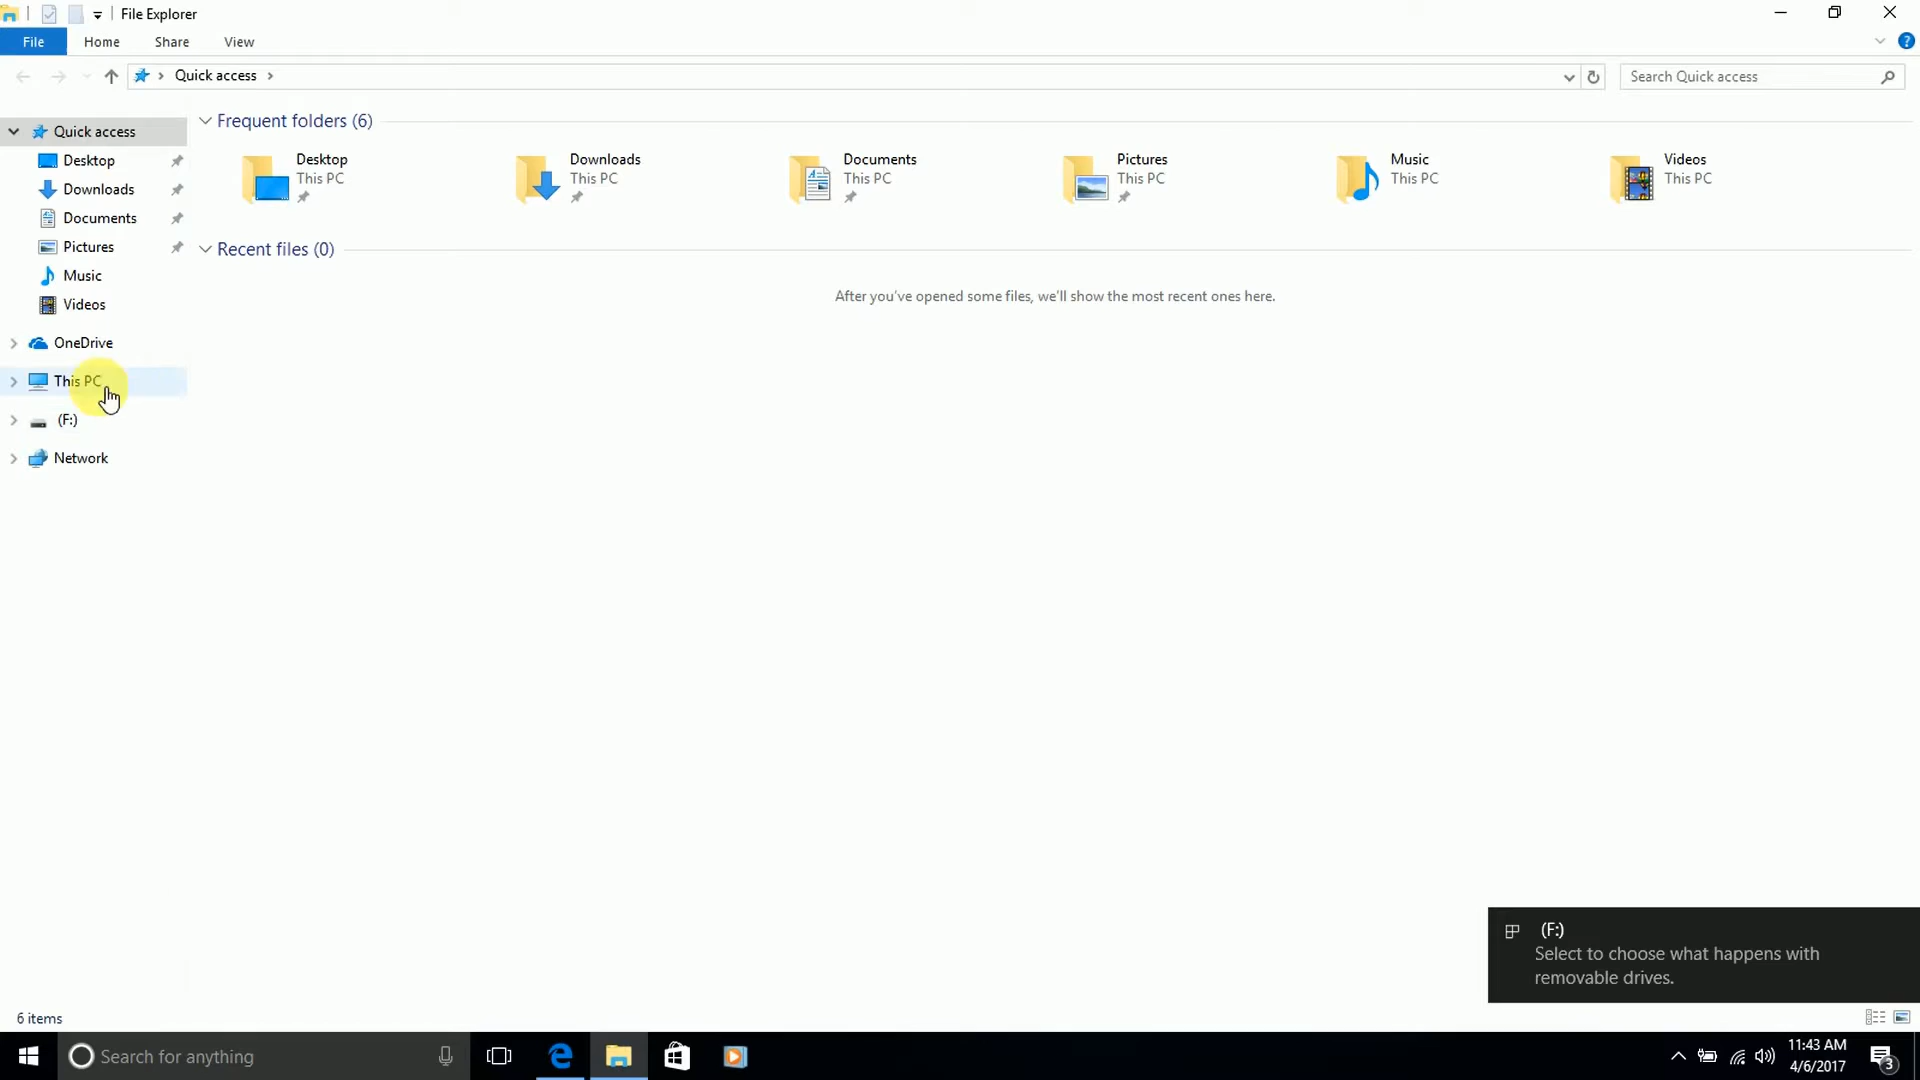 File Explorer
File Home Share View
Quick access
Search Quick access
Quick access
Desktop
Downloads
Documents
Pictures
Music
Videos
OneDrive
This PC
(F:)
Network
Frequent folders (6)
Desktop
This PC
Downloads
This PC
Documents
This PC
Pictures
This PC
Music
This PC
Videos
This PC
Recent files (0)
After you've opened some files, we'll show the most recent ones here.
(F:)
Select to choose what happens with
removable drives.
6 items
Search for anything
11:43 AM
4/6/2017
3